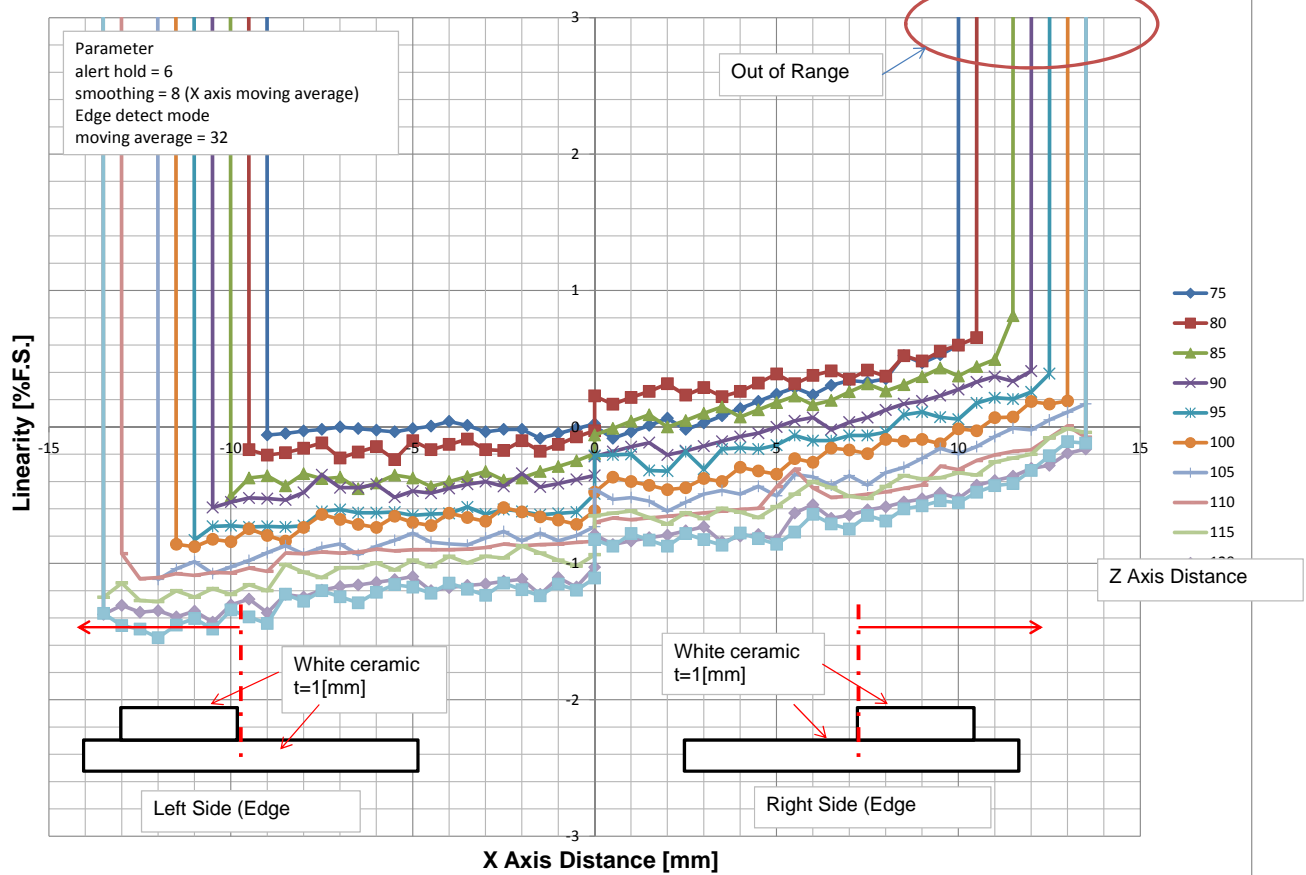 3
Parameter
alert hold = 6
smoothing = 8 (X axis moving average)
Edge detect mode
moving average = 32
Out of Range
2
1
0
-15
-10
-5
0
5
10
15
-1
-2
-3
Linearity [%F.S.]
X Axis Distance [mm]
75
80
85
90
95
100
105
110
115
Z Axis Distance
White ceramic
t=1[mm]
White ceramic
t=1[mm]
Left Side (Edge
Right Side (Edge